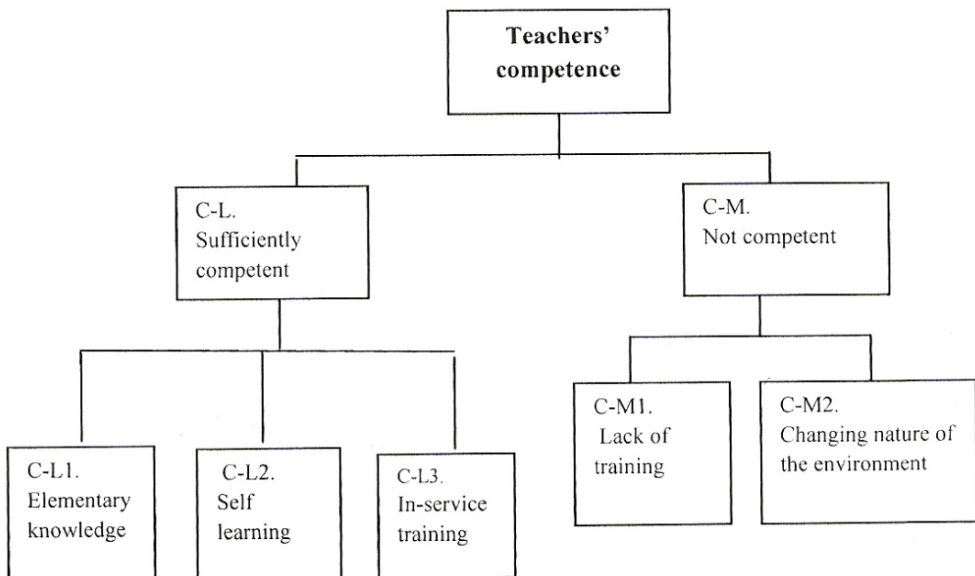 Teachers’
competence
C-L.
Sufficiently
competent
C-M.
Not competent
C-L1.
Elementary
knowledge
C-L2.
Self
learning
C-L3.
In-service
training
C-M1.
Lack of
training
C-M2.
Changing nature of
the environment